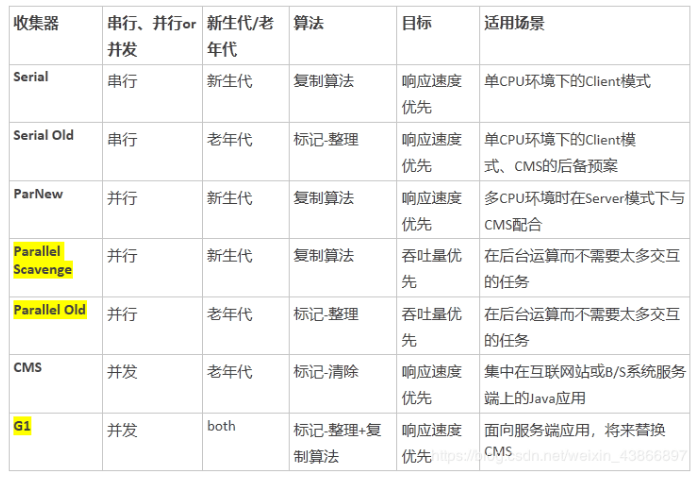 收集器 串行、并行or 新生代/老 算法 目标 适用场景
并发 年代
Serial 串行 新生代 复制算法 响应速度 单CPU环境下的Client模式
优先
Serial Old 串行 老年代 标记-整理 响应速度 单CPU环境下的Client模
优先 式、CMS的后备预案
ParNew 并行 新生代 复制算法 响应速度 多CPU环境时在Server模式下与
优先 CMS配合
Parallel 并行 新生代 复制算法 吞吐量优 在后台运算而不需要太多交互
Scavenge 先 的任务
Parallel Old 并行 老年代 标记-整理 吞吐量优 在后台运算而不需要太多交互
先 的任务
CMS 并发 老年代 标记-清除 响应速度 集中在互联网站或B/S系统服务
优先 端上的Java应用
G1 并发 both 标记-整理+复 响应速度 面向服务端应用，将来替换
制算法 优先 CMS
https://blog.csdn.net/weixin_43866897